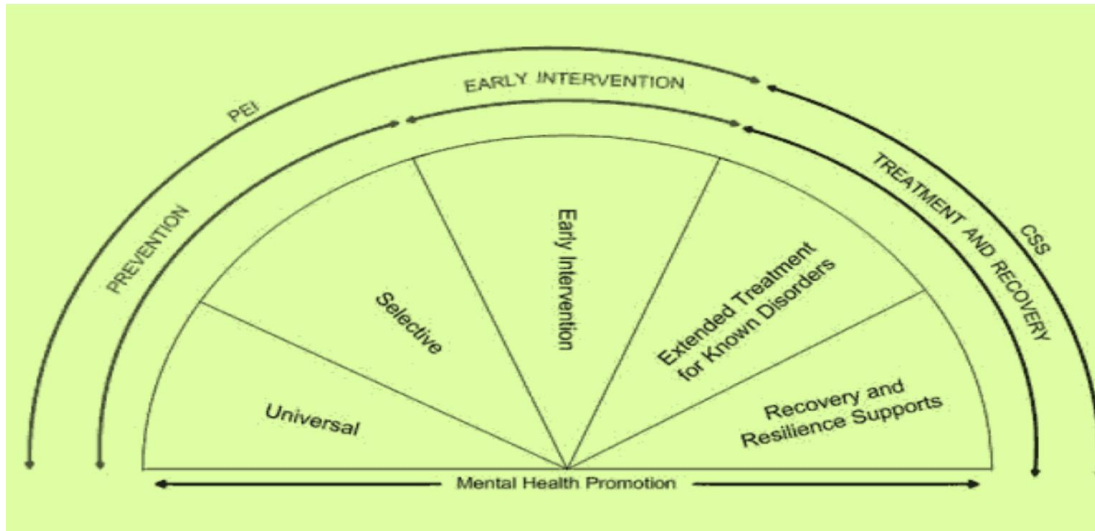 PEI
EARLY INTERVENTION
PREVENTION
TREATMENT AND RECOVERY
CSS
Universal
Selective
Early Intervention
Extended Treatment
for Known Disorders
Recovery and
Resilience Supports
Mental Health Promotion